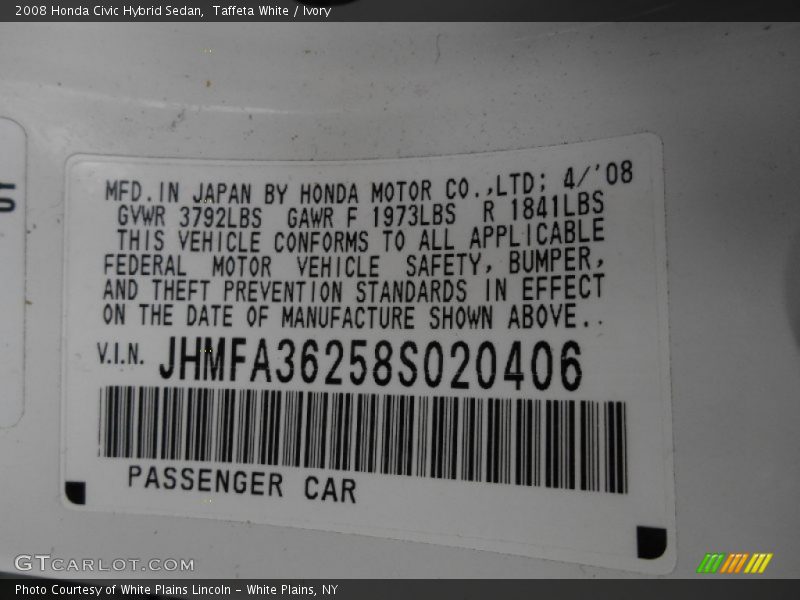 2008 Honda Civic Hybrid Sedan,  Taffeta White / Ivory
MFD.IN JAPAN BY HONDA MOTOR CO.,LTD; 4/'08
GVWR 3792LBS  GAWR F 1973LBS  R 1841LBS
THIS VEHICLE CONFORMS TO ALL APPLICABLE
FEDERAL MOTOR VEHICLE SAFETY, BUMPER,
AND THEFT PREVENTION STANDARDS IN EFFECT
ON THE DATE OF MANUFACTURE SHOWN ABOVE..
V.I.N. JHMFA36258S020406
PASSENGER CAR
GTCARLOT.COM
Photo Courtesy of White Plains Lincoln - White Plains, NY